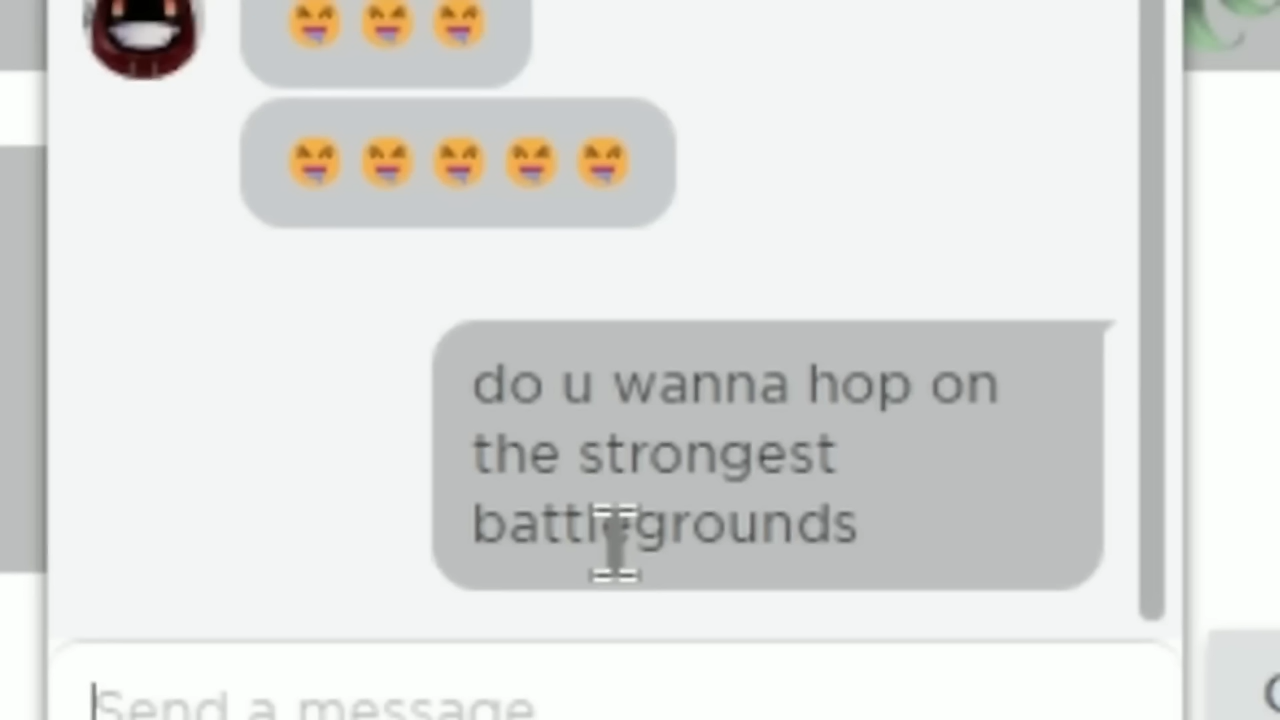 😝 😝 😝
😝 😝 😝 😝 😝
do u wanna hop on
the strongest
battlegrounds
Send a message